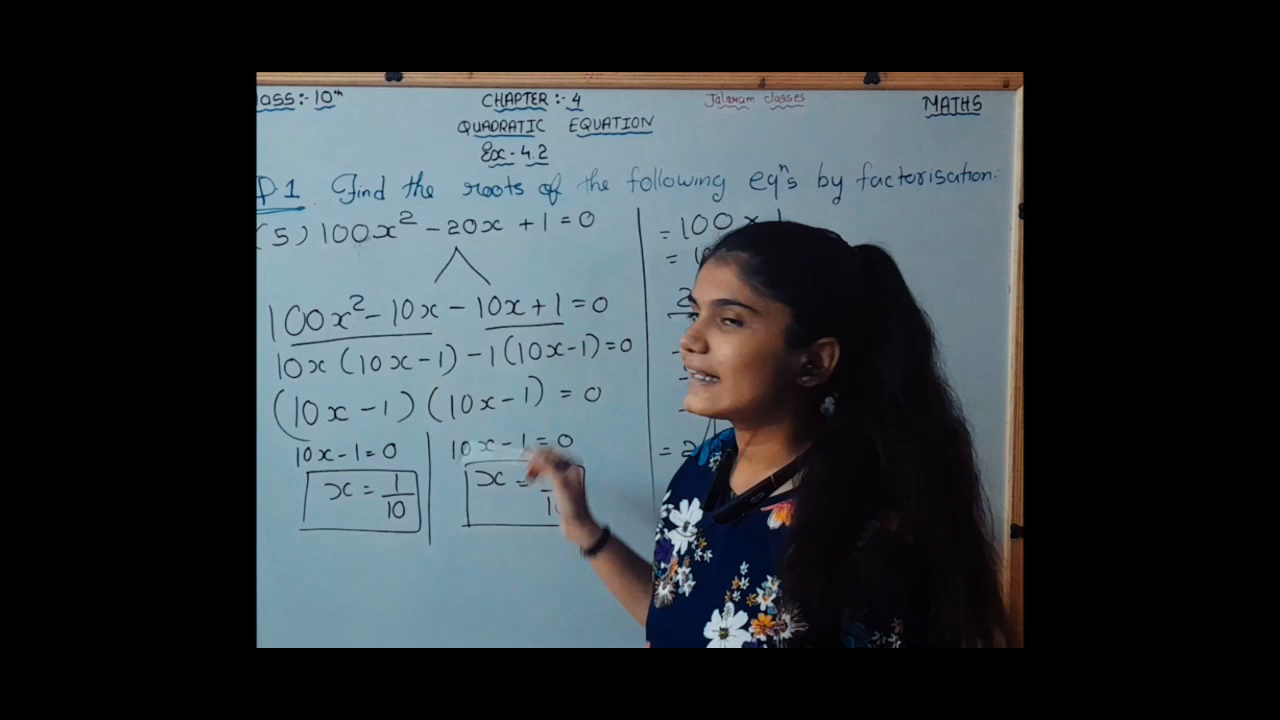 ass:- 10th CHAPTER:- 4 Jalaram classes MATHS
QUADRATIC EQUATION
Ex - 4.2
Q.1. Find the roots of the following eqⁿs by factorisation:
(5) 100x² - 20x + 1 = 0
100x² - 10x - 10x + 1 = 0
10x (10x - 1) - 1 (10x - 1) = 0
(10x - 1) (10x - 1) = 0
10x - 1 = 0
x = 1/10
10x - 1 = 0
x =
= 100 × 1
=
2
= 2